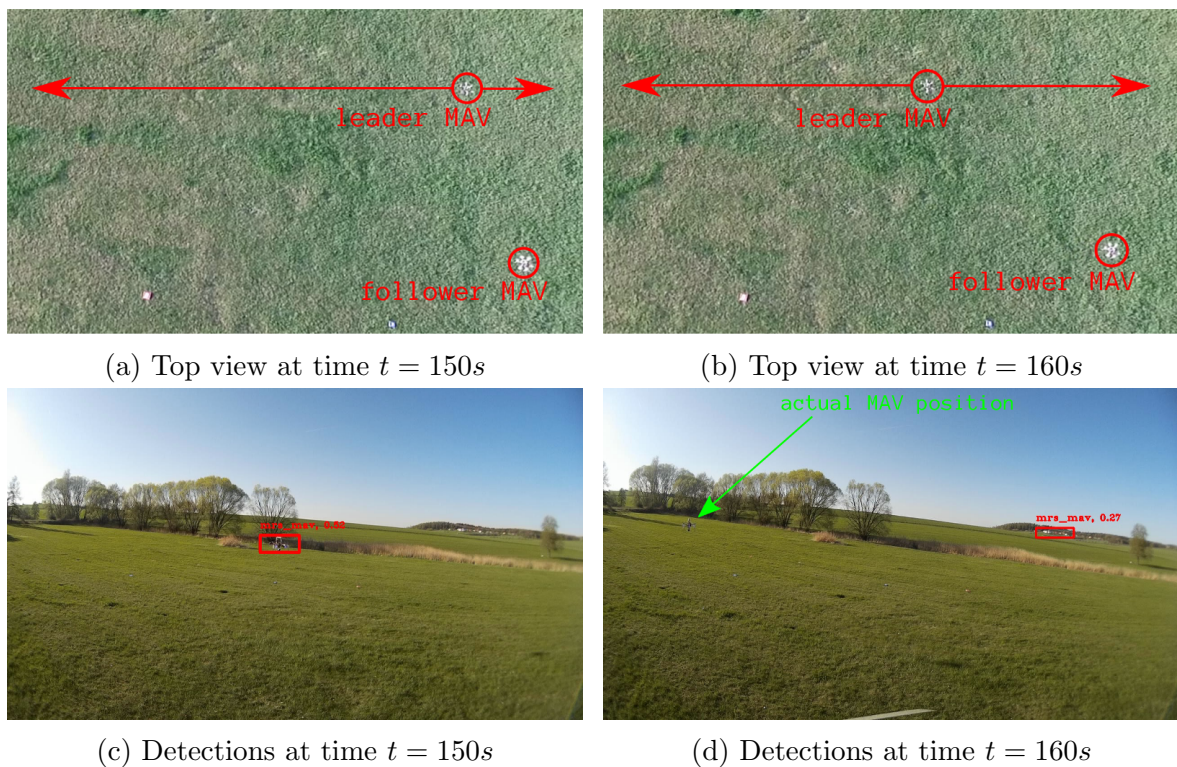 leader MAV
follower MAV
leader MAV
follower MAV
(a) Top view at time t = 150s
(b) Top view at time t = 160s
mrs_mav, 0.52
actual MAV position
mrs_mav, 0.27
(c) Detections at time t = 150s
(d) Detections at time t = 160s